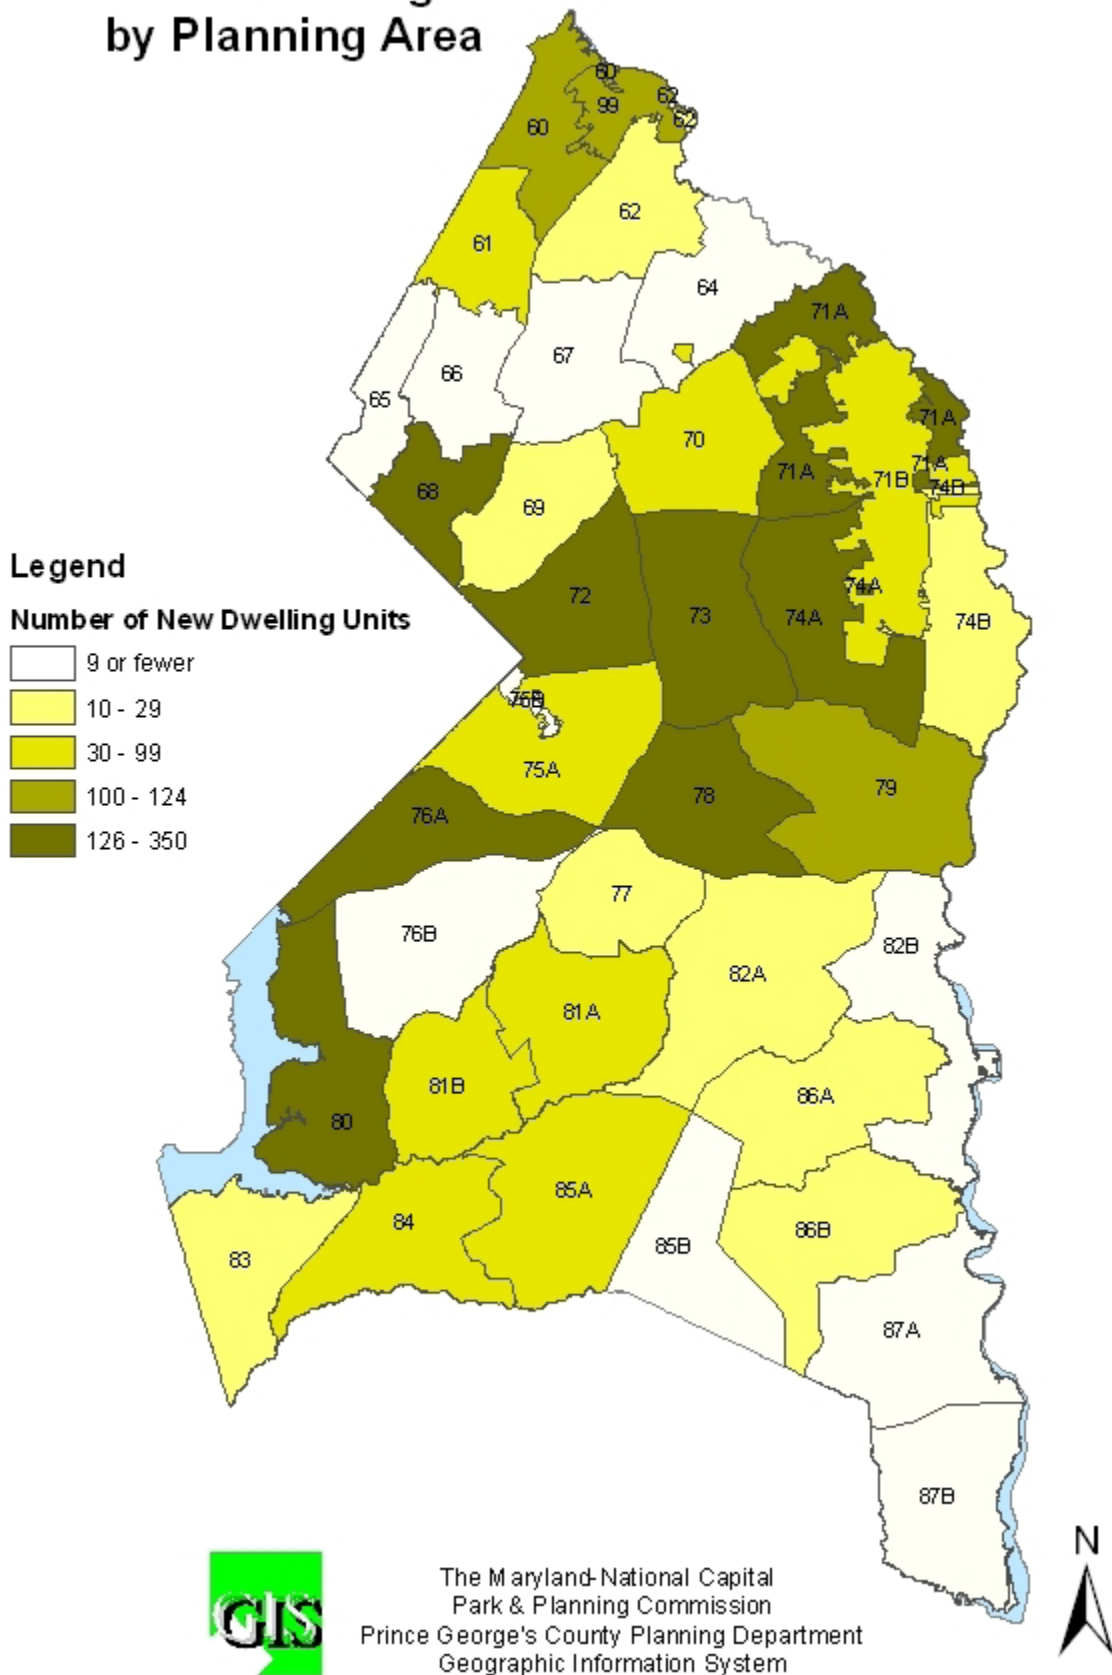 by Planning Area
60
99
62
60
62
62
61
64
71A
67
66
65
71A
70
71A
71A
71B
74B
68
69
72
74A
73
74A
74B
Legend
Number of New Dwelling Units
9 or fewer
10 - 29
30 - 99
100 - 124
126 - 350
75A
78
79
76A
77
76B
82B
82A
81A
81B
86A
80
85A
84
86B
85B
83
87A
87B
N
GIS
The Maryland-National Capital
Park & Planning Commission
Prince George's County Planning Department
Geographic Information System